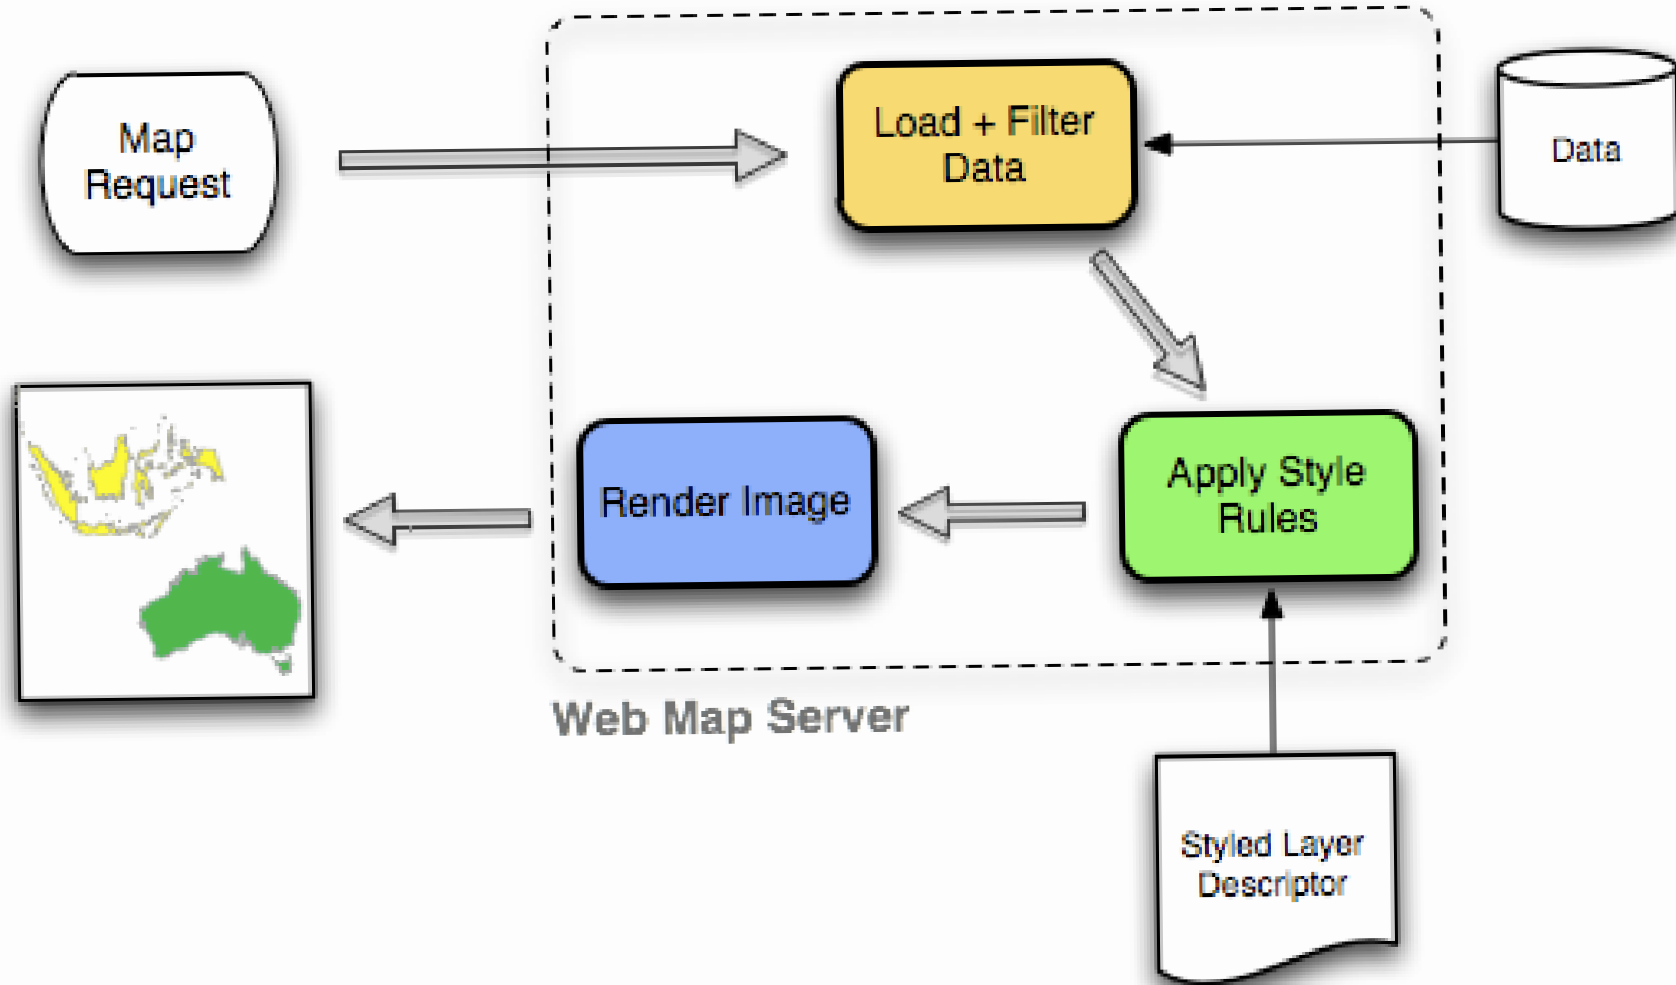 Map
Request
Load + Filter
Data
Data
Render Image
Apply Style
Rules
Web Map Server
Styled Layer
Descriptor